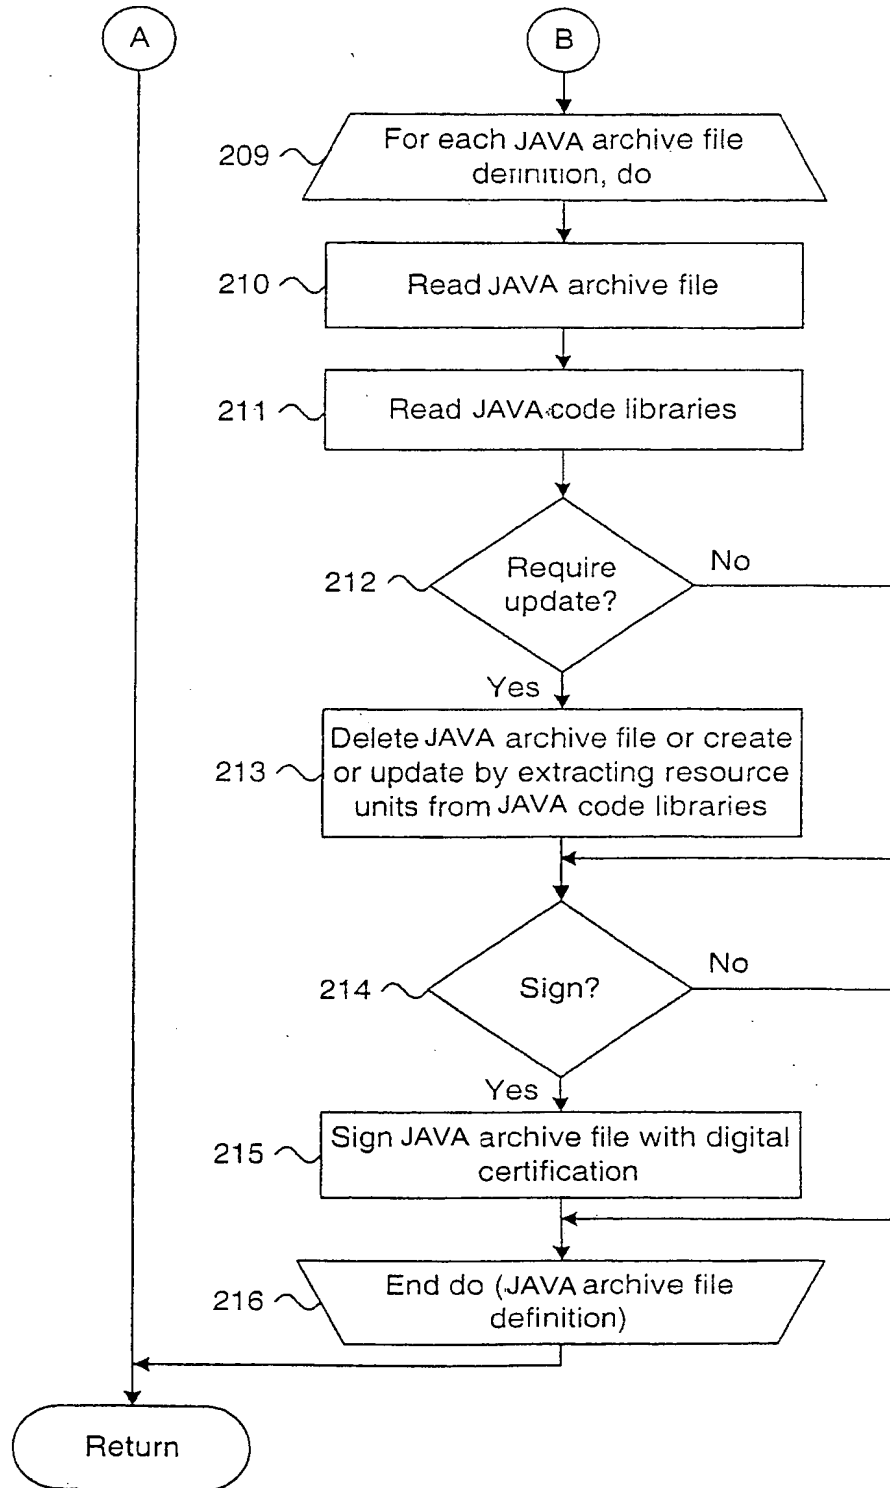 A
B
209
For each JAVA archive file
definition, do
210
Read JAVA archive file
211
Read JAVA code libraries
212
Require
update?
No
Yes
213
Delete JAVA archive file or create
or update by extracting resource
units from JAVA code libraries
214
Sign?
No
Yes
215
Sign JAVA archive file with digital
certification
216
End do (JAVA archive file
definition)
Return